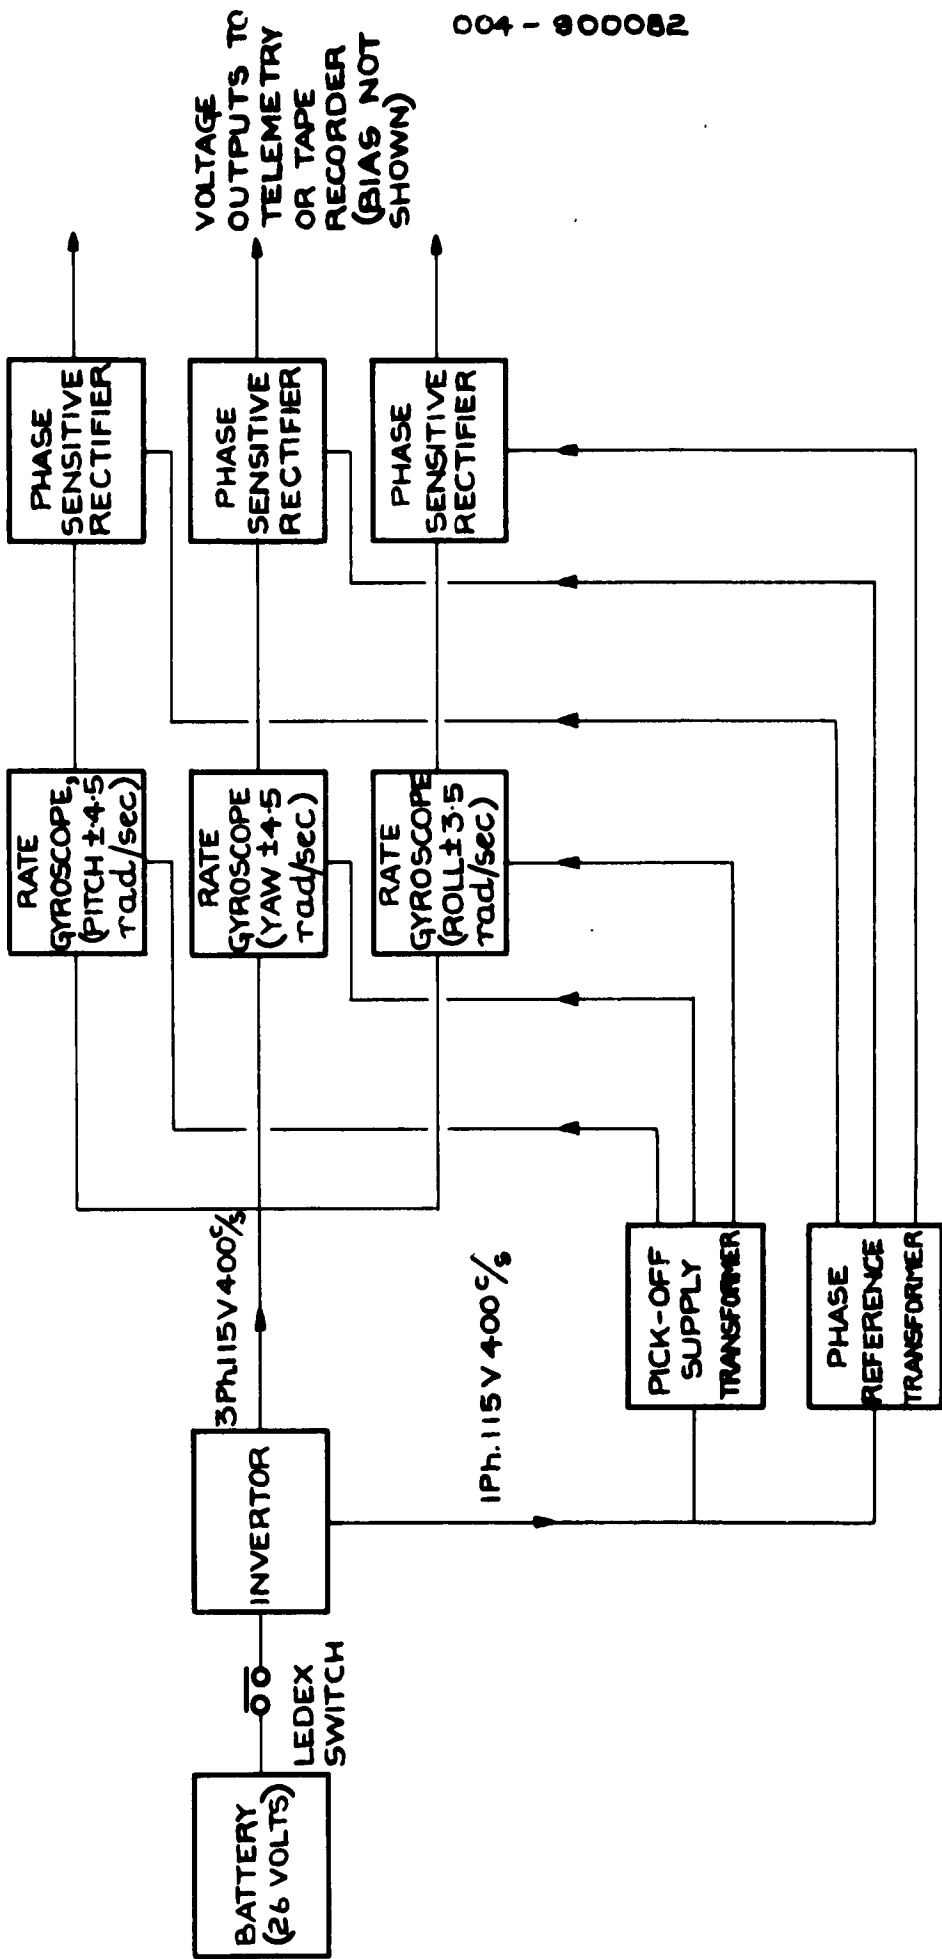 004-900082
BATTERY
(26 VOLTS)
LEDEX
SWITCH
INVERTOR
3Ph.115V 400c/s
1Ph.115V 400c/s
PICK-OFF
SUPPLY
TRANSFORMER
PHASE
REFERENCE
TRANSFORMER
RATE
GYROSCOPE,
(PITCH ±4·5
rad/sec)
RATE
GYROSCOPE
(YAW ±4·5
rad/sec)
RATE
GYROSCOPE
(ROLL ±3·5
rad/sec)
PHASE
SENSITIVE
RECTIFIER
PHASE
SENSITIVE
RECTIFIER
PHASE
SENSITIVE
RECTIFIER
VOLTAGE
OUTPUTS TO
TELEMETRY
OR TAPE
RECORDER
(BIAS NOT
SHOWN)